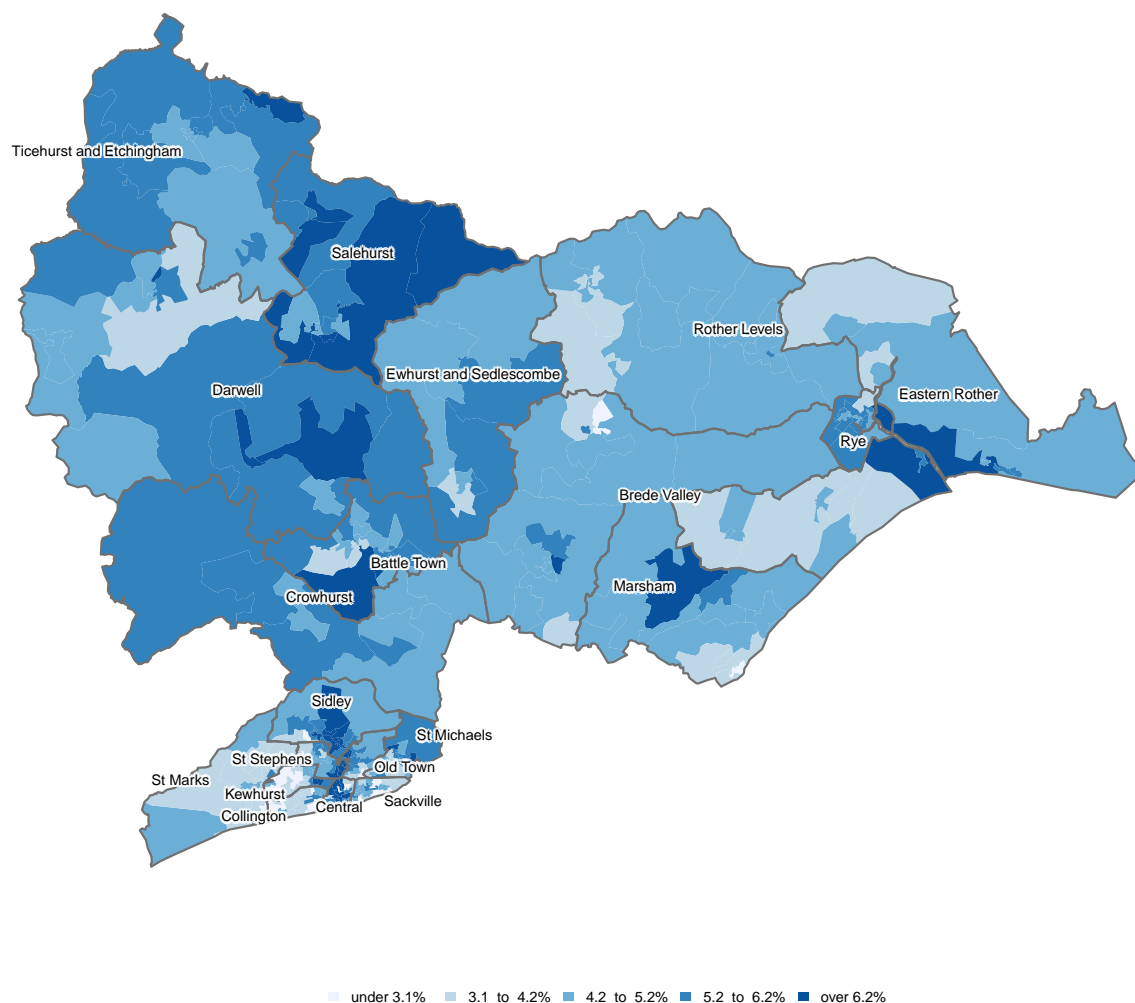 Ticehurst and Etchingham
Salehurst
Rother Levels
Darwell
Ewhurst and Sedlescombe
Eastern Rother
Rye
Brede Valley
Battle Town
Marsham
Crowhurst
Sidley
St Michaels
St Stephens
Old Town
St Marks
Kewhurst
Sackville
Central
Collington
under 3.1% 3.1 to 4.2% 4.2 to 5.2% 5.2 to 6.2% over 6.2%